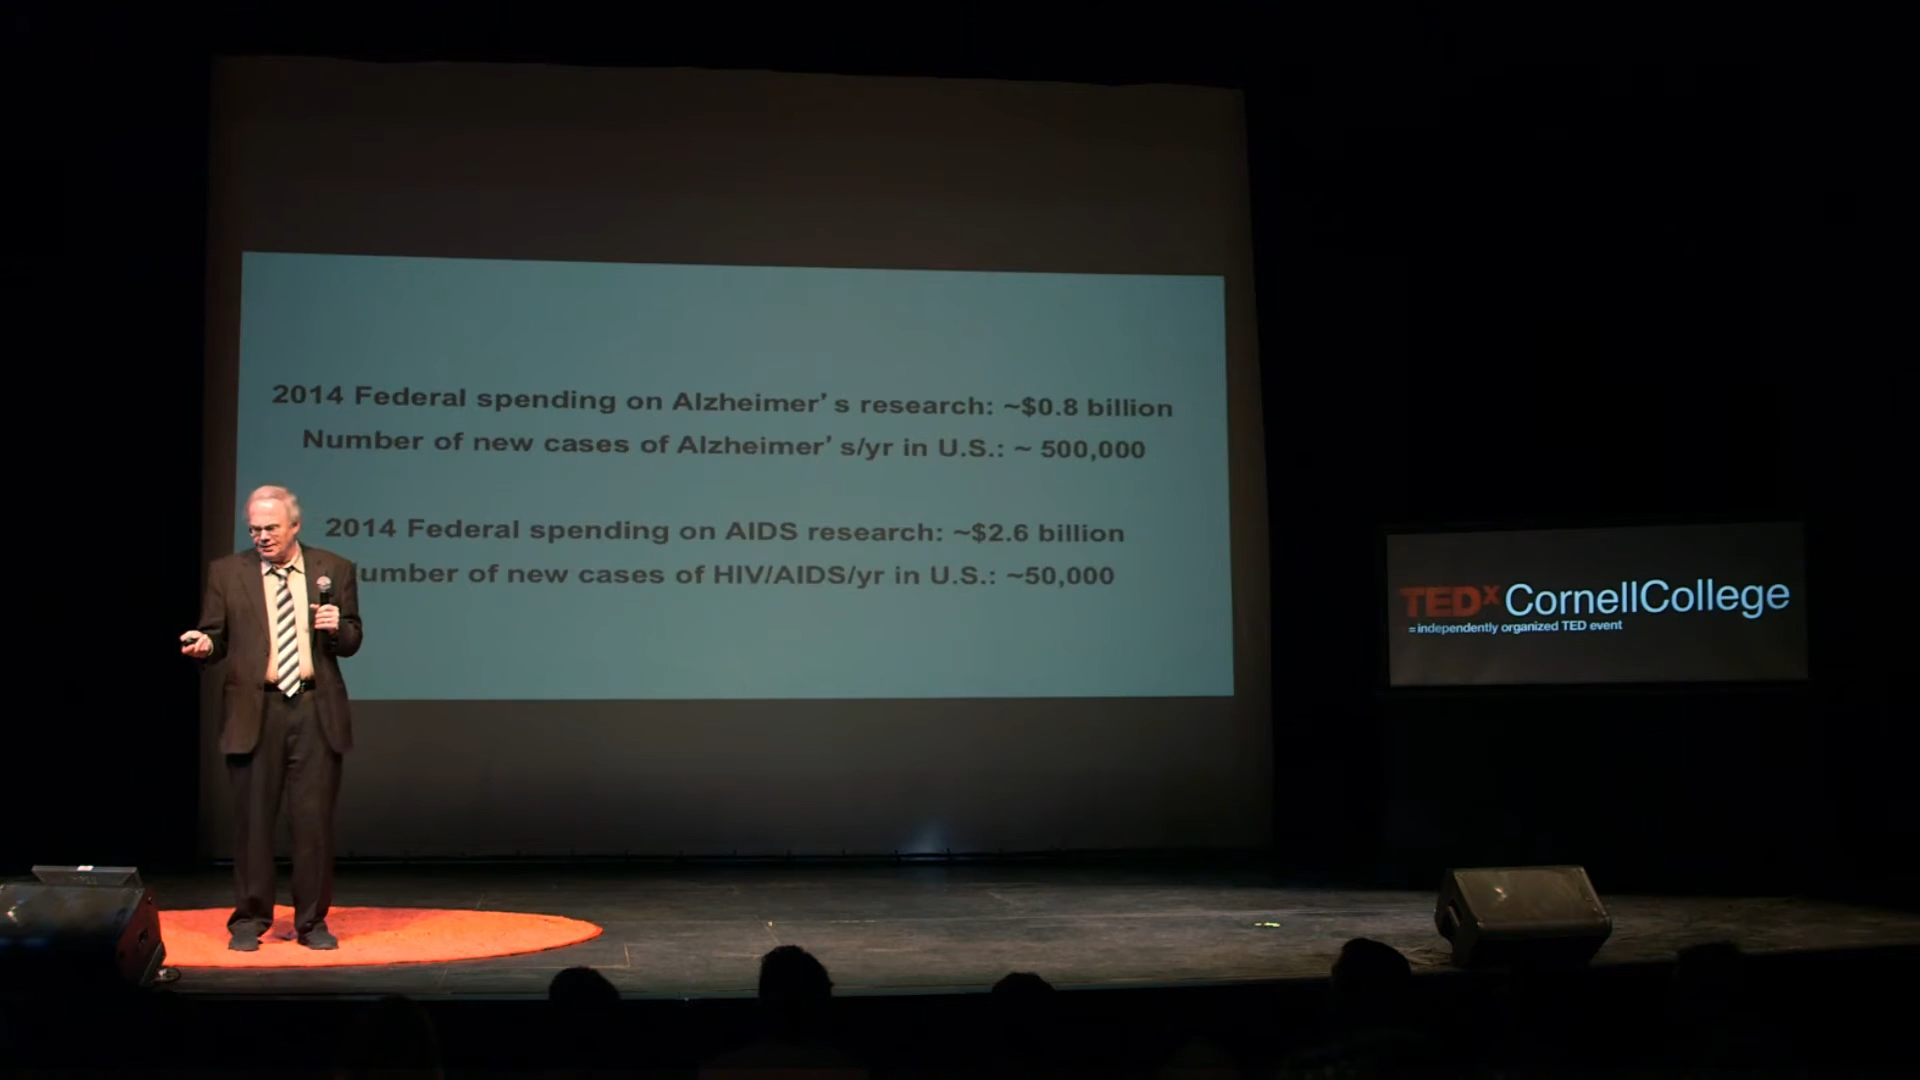 2014 Federal spending on Alzheimer's research: ~$0.8 billion
Number of new cases of Alzheimer's/yr in U.S.: ~ 500,000
2014 Federal spending on AIDS research: ~$2.6 billion
umber of new cases of HIV/AIDS/yr in U.S.: ~50,000
TEDx CornellCollege
= independently organized TED event